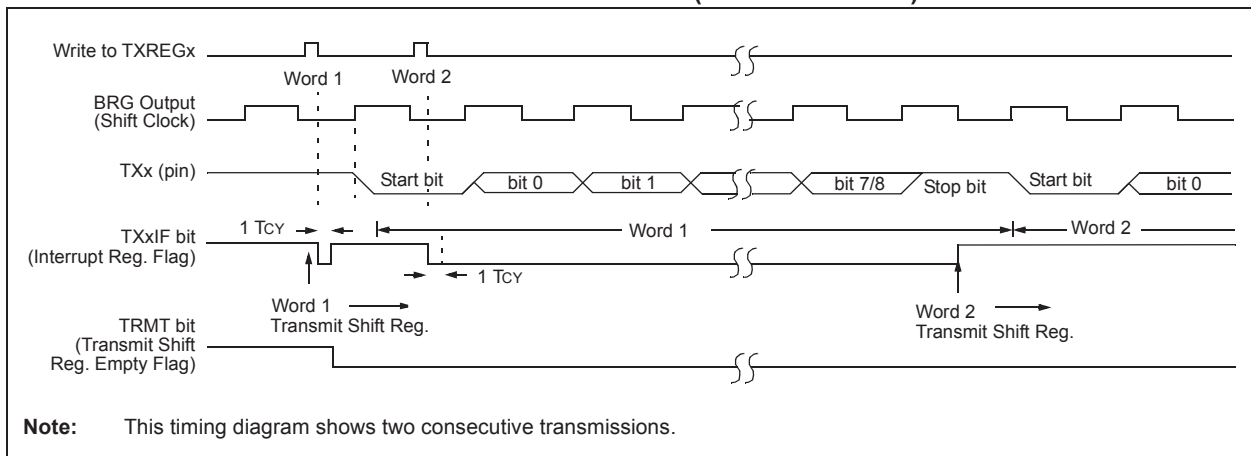 Write to TXREGx
Word 1
Word 2
BRG Output
(Shift Clock)
TXx (pin)
Start bit
bit 0
bit 1
bit 7/8
Stop bit
Start bit
bit 0
1 TCY
TXxIF bit
(Interrupt Reg. Flag)
Word 1
Word 2
1 TCY
Word 1
Transmit Shift Reg.
Word 2
Transmit Shift Reg.
TRMT bit
(Transmit Shift
Reg. Empty Flag)
Note: This timing diagram shows two consecutive transmissions.